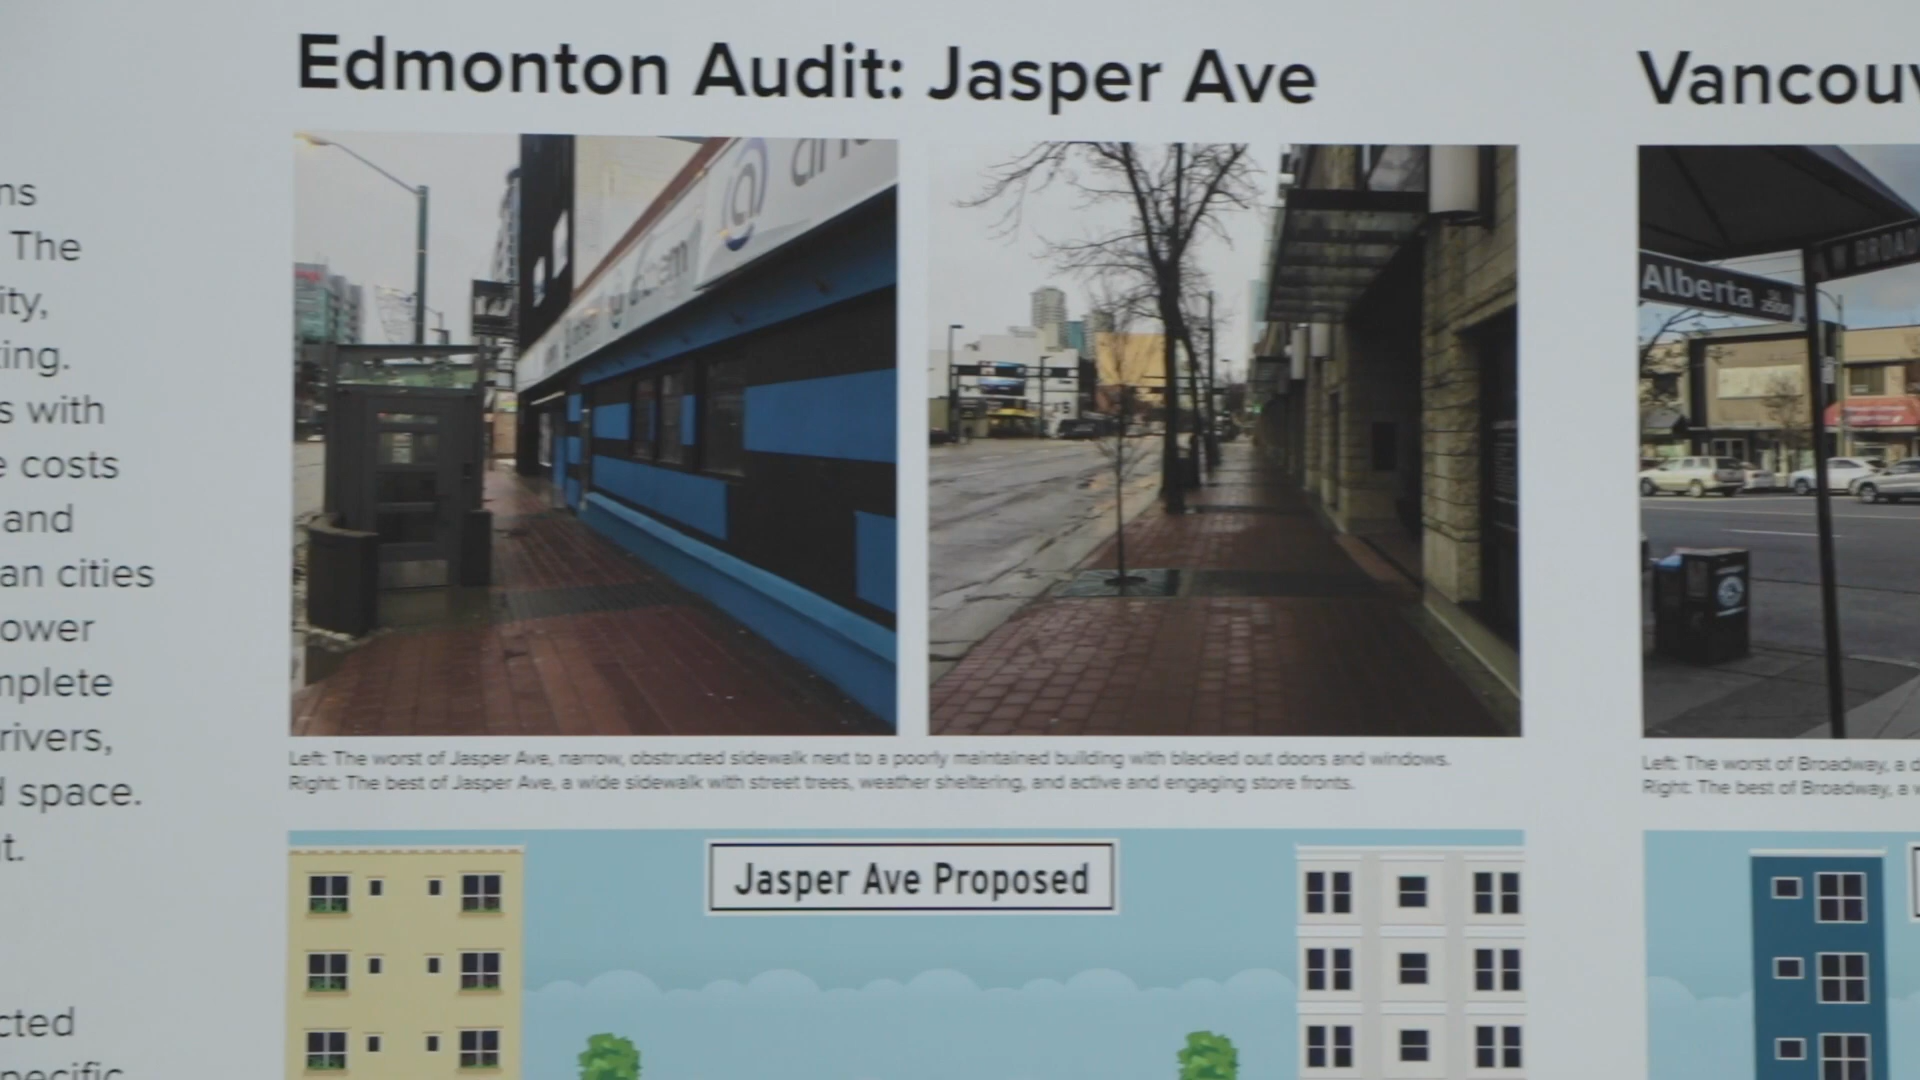 Edmonton Audit: Jasper Ave
Left: The worst of Jasper Ave, narrow, obstructed sidewalk next to a poorly maintained building with blacked out doors and windows.
Right: The best of Jasper Ave, a wide sidewalk with street trees, weather sheltering, and active and engaging store fronts.
Jasper Ave Proposed
ns
The
ity,
ing.
s with
e costs
and
an cities
ower
mplete
rivers,
d space.
t.
cted
pecific
Vancouv
Alberta
W BROAD
Left: The worst of Broadway, a d
Right: The best of Broadway, a w